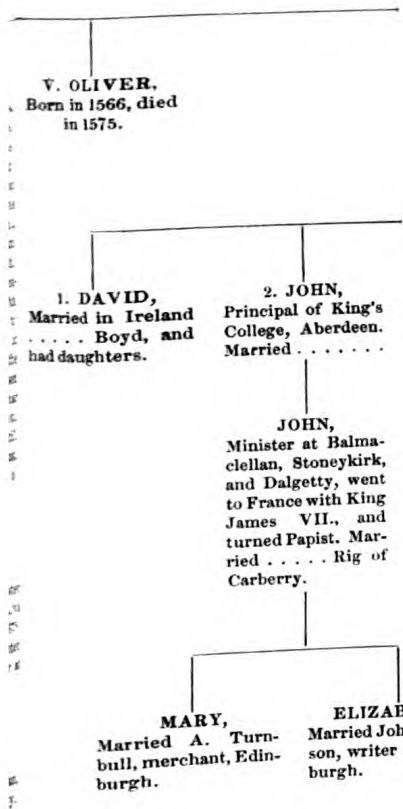 V. OLIVER,
Born in 1566, died
in 1575.
1. DAVID,
Married in Ireland
. . . . . Boyd, and
had daughters.
2. JOHN,
Principal of King's
College, Aberdeen.
Married . . . . . . .
JOHN,
Minister at Balma-
clellan, Stoneykirk,
and Dalgetty, went
to France with King
James VII., and
turned Papist. Mar-
ried . . . . . Rig of
Carberry.
MARY,
Married A. Turn-
bull, merchant, Edin-
burgh.
ELIZAB
Married Joh
son, writer
burgh.